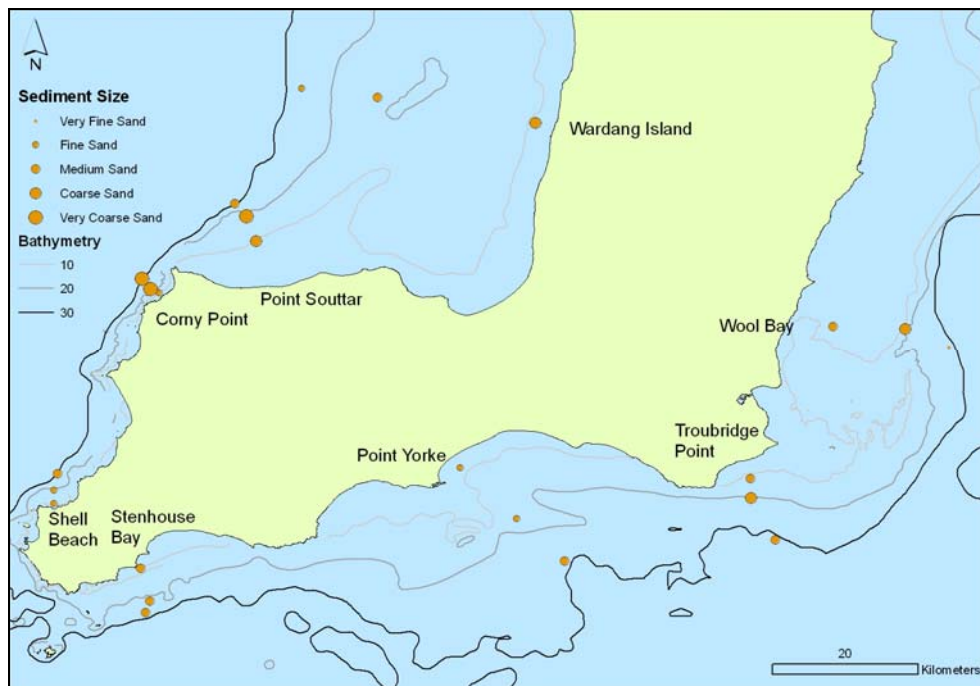 N
Sediment Size
Very Fine Sand
Fine Sand
Medium Sand
Coarse Sand
Very Coarse Sand
Bathymetry
10
20
30
Wardang Island
Point Souttar
Corny Point
Wool Bay
Troubridge
Point
Point Yorke
Shell
Beach
Stenhouse
Bay
20
Kilometers